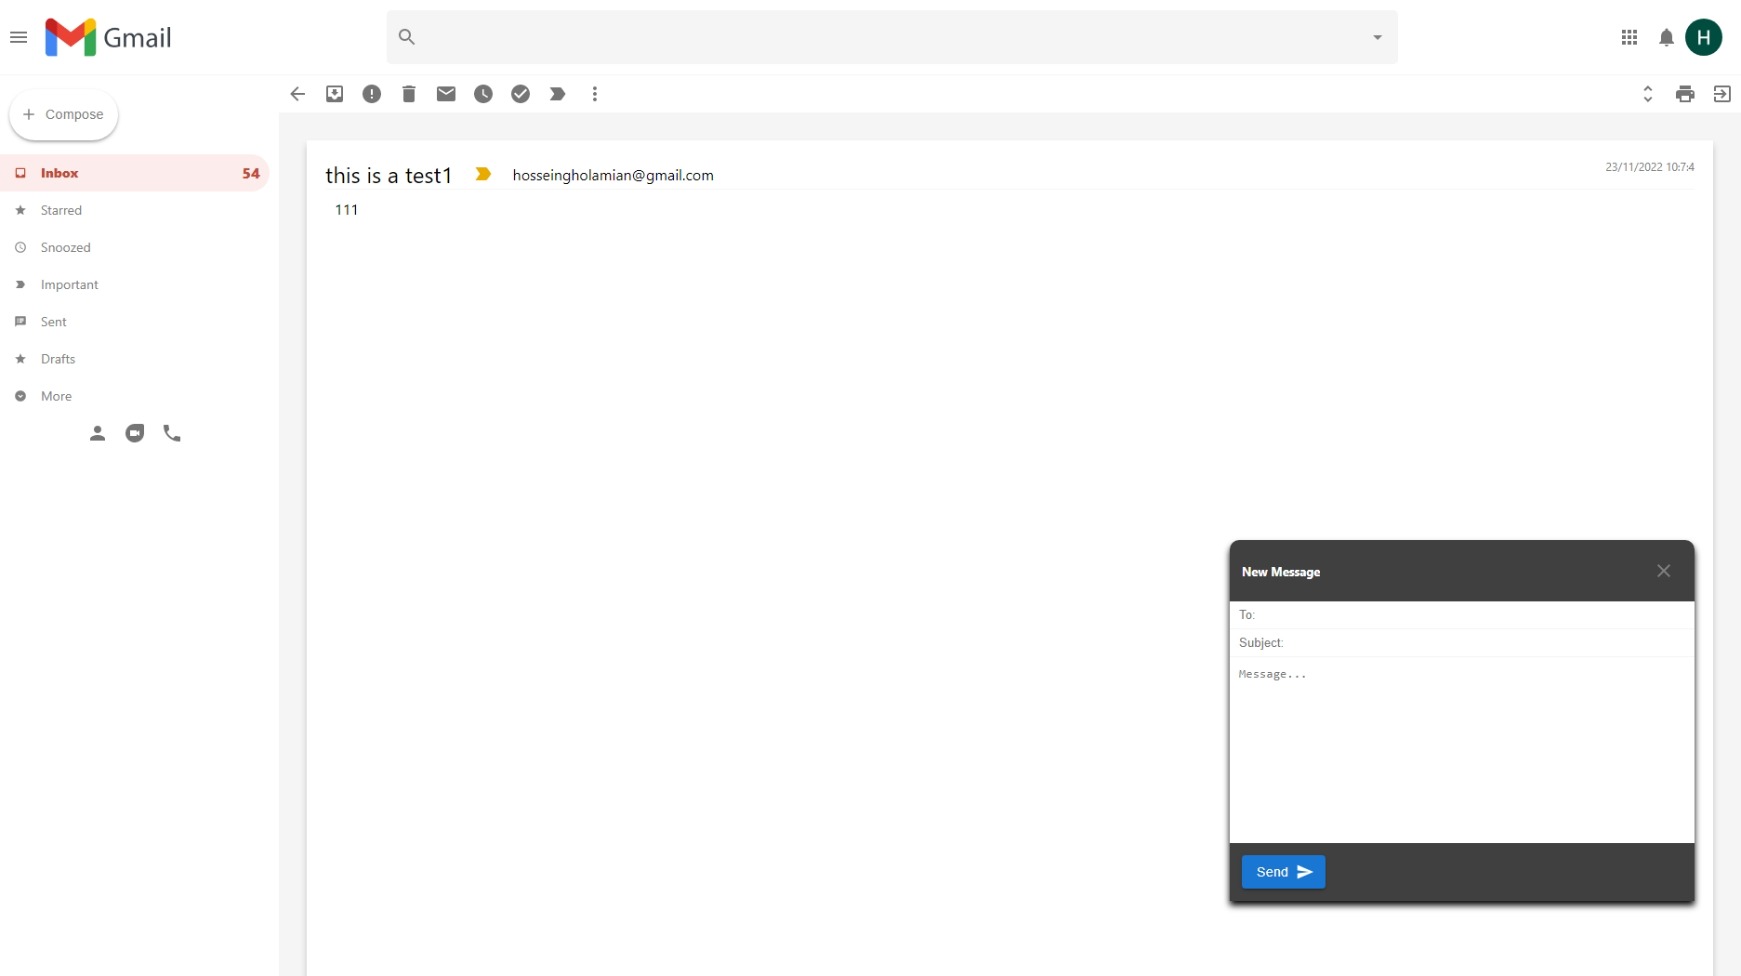 Gmail
H
Compose
Inbox 54
Starred
Snoozed
Important
Sent
Drafts
More
this is a test1 hosseingholamian@gmail.com 23/11/2022 10:7:4
111
New Message
To:
Subject:
Message...
Send